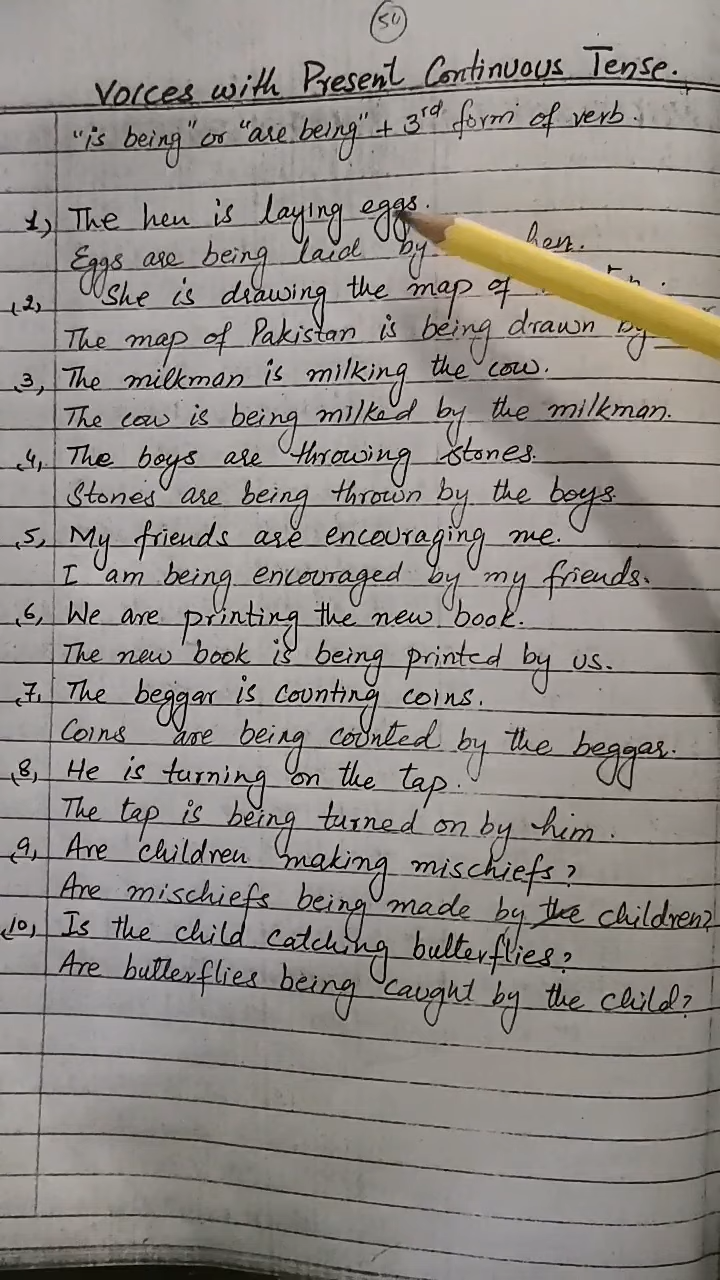 50
Voices with Present Continuous Tense.
"is being" or "are being" + 3rd form of verb.
1) The hen is laying eggs.
Eggs are being laid by hen.
(2) She is drawing the map of
The map of Pakistan is being drawn by
3, The milkman is milking the cow.
The cow is being milked by the milkman.
4, The boys are throwing stones.
Stones are being thrown by the boys.
5, My friends are encouraging me.
I am being encouraged by my friends.
6, We are printing the new book.
The new book is being printed by us.
7, The beggar is counting coins.
Coins are being counted by the beggar.
8, He is turning on the tap.
The tap is being turned on by him.
9, Are children making mischiefs?
Are mischiefs being made by the children?
10, Is the child catching butterflies?
Are butterflies being caught by the child?